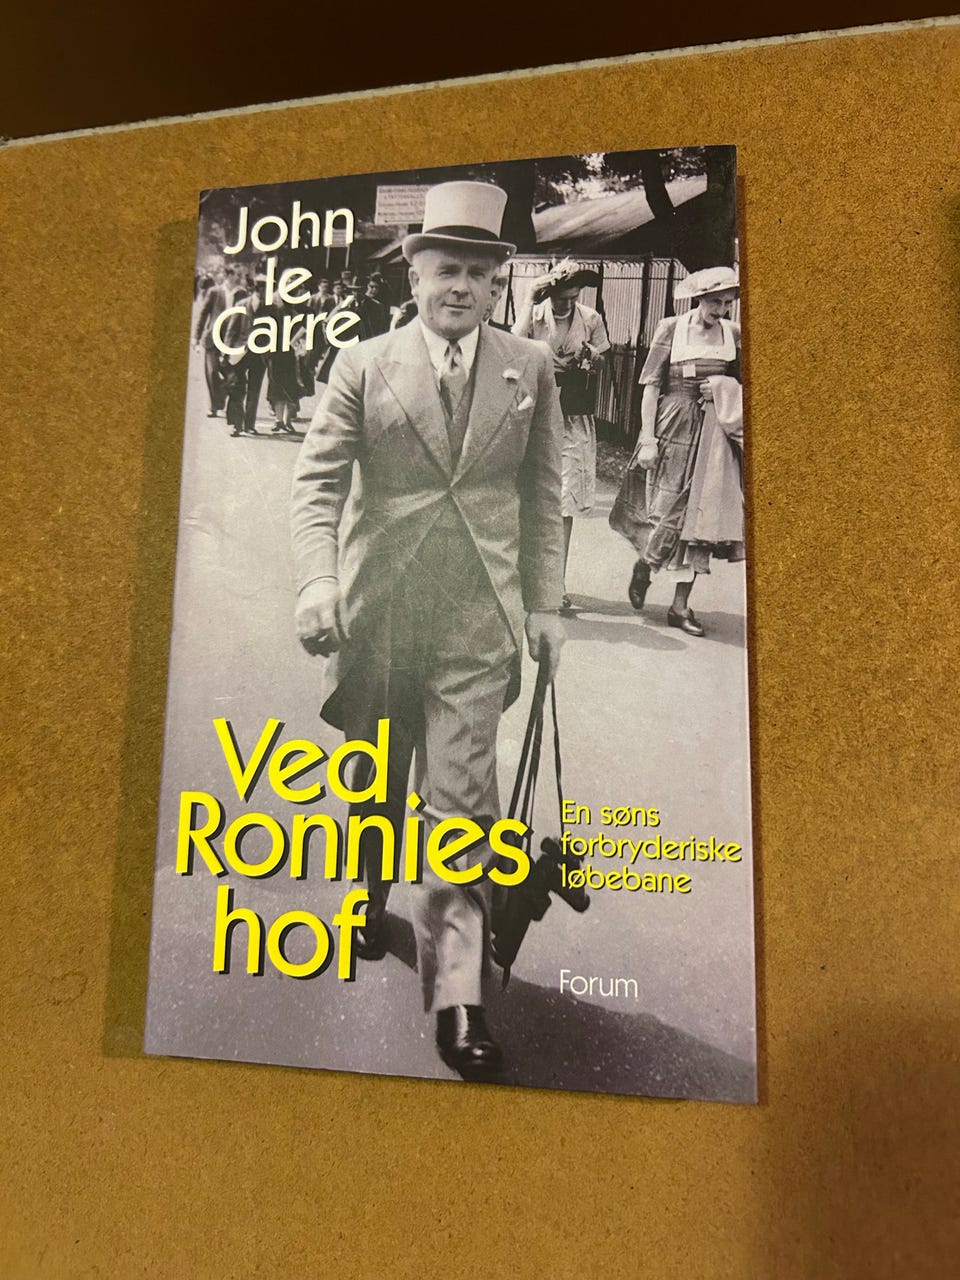 John
le
Carré
Ved
Ronnies
hof
En søns
forbryderiske
løbebane
Forum